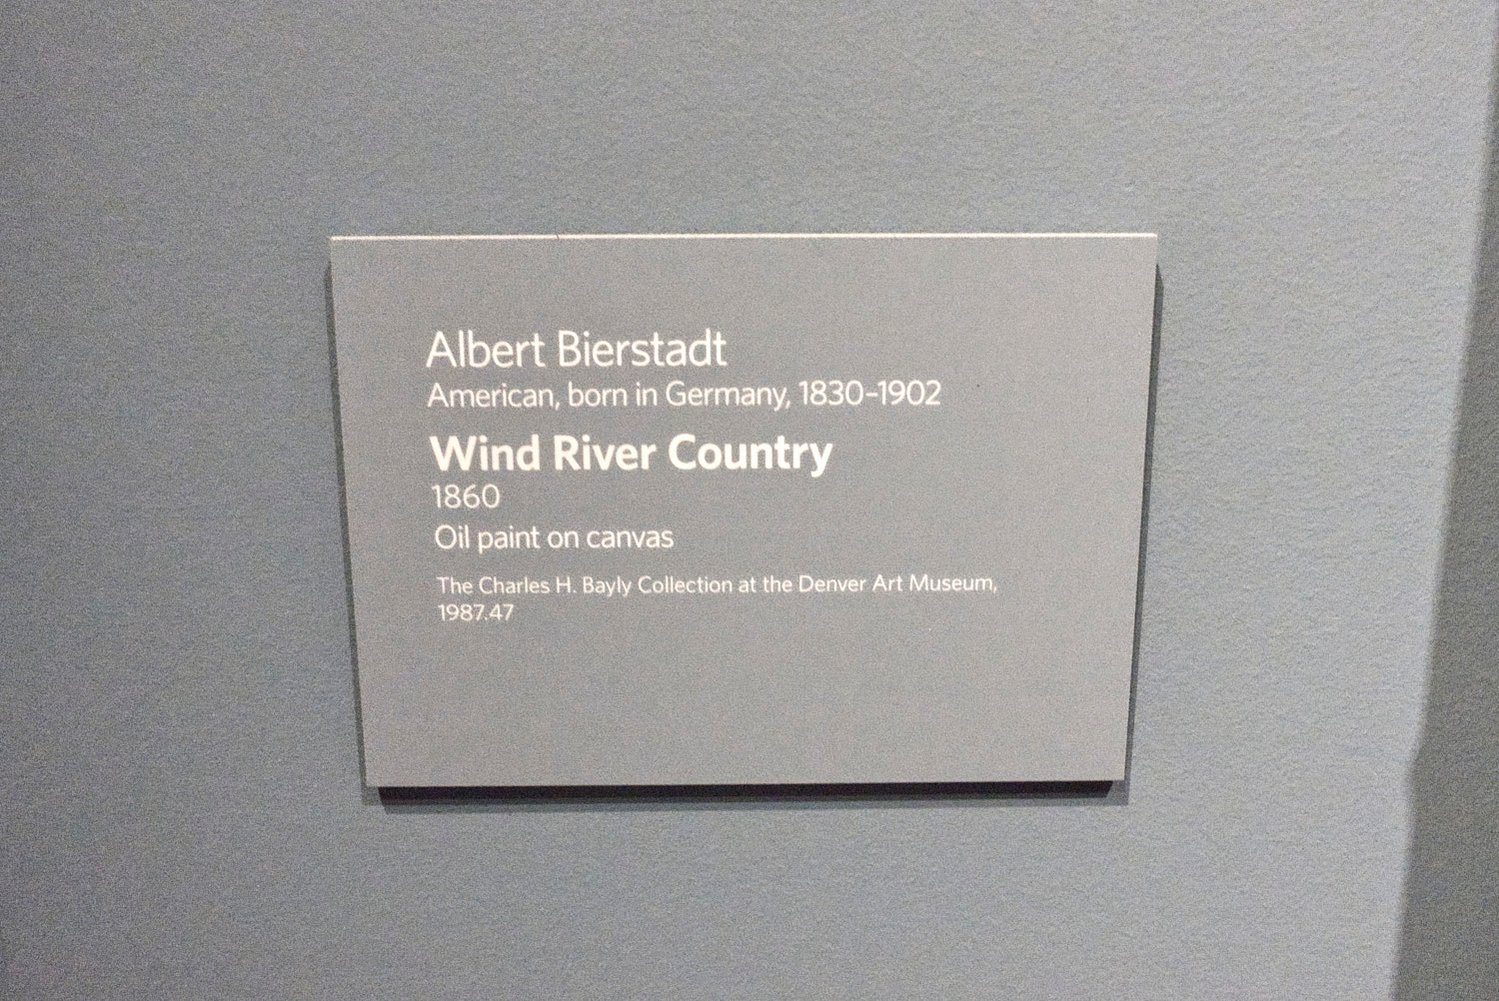 Albert Bierstadt
American, born in Germany, 1830–1902
Wind River Country
1860
Oil paint on canvas
The Charles H. Bayly Collection at the Denver Art Museum,
1987.47